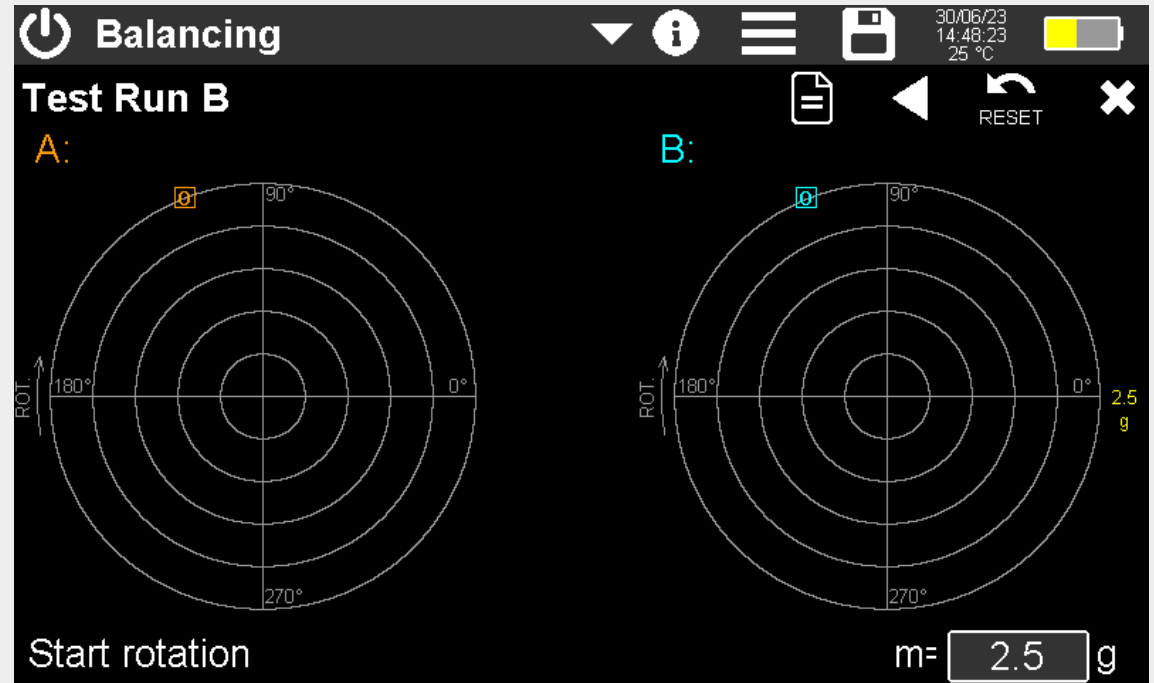 Balancing
30/06/23
14:48:23
25 °C
Test Run B
RESET
A:
B:
0
90°
0
90°
ROT.
180°
0°
ROT.
180°
0°
2.5
g
270°
270°
Start rotation
m= 2.5 g